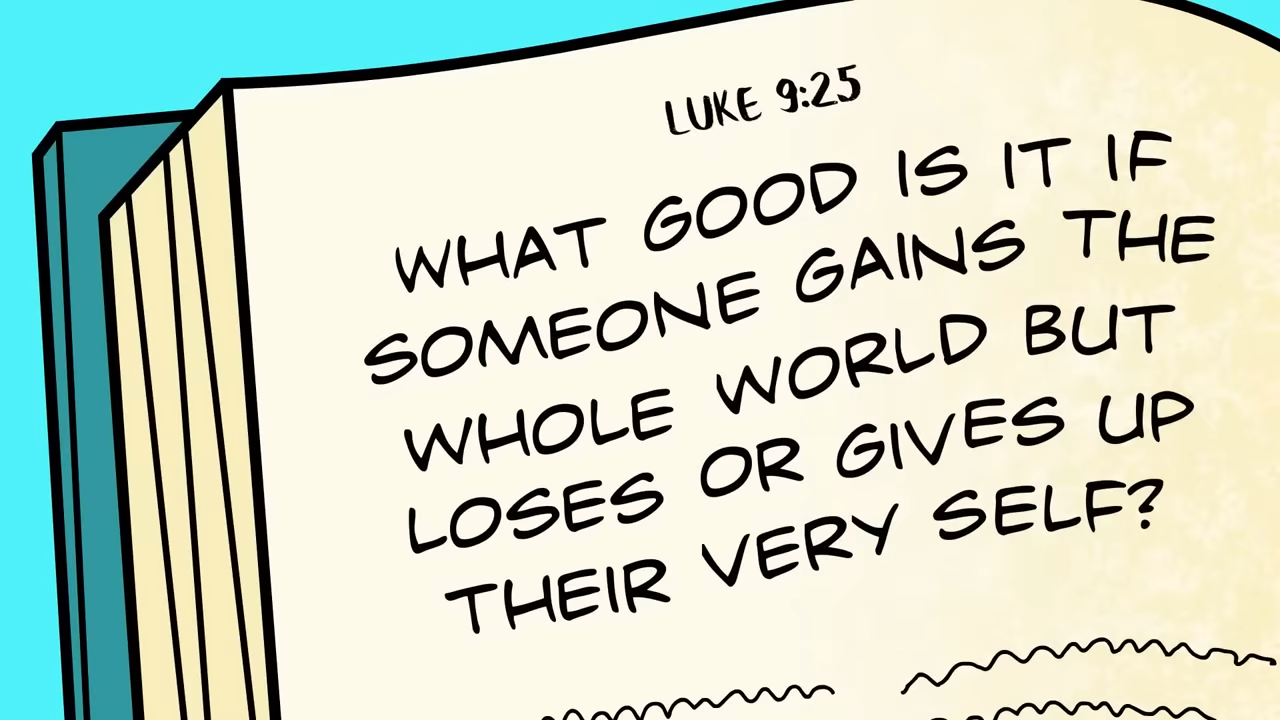 LUKE 9:25
WHAT GOOD IS IT IF
SOMEONE GAINS THE
WHOLE WORLD BUT
LOSES OR GIVES UP
THEIR VERY SELF?